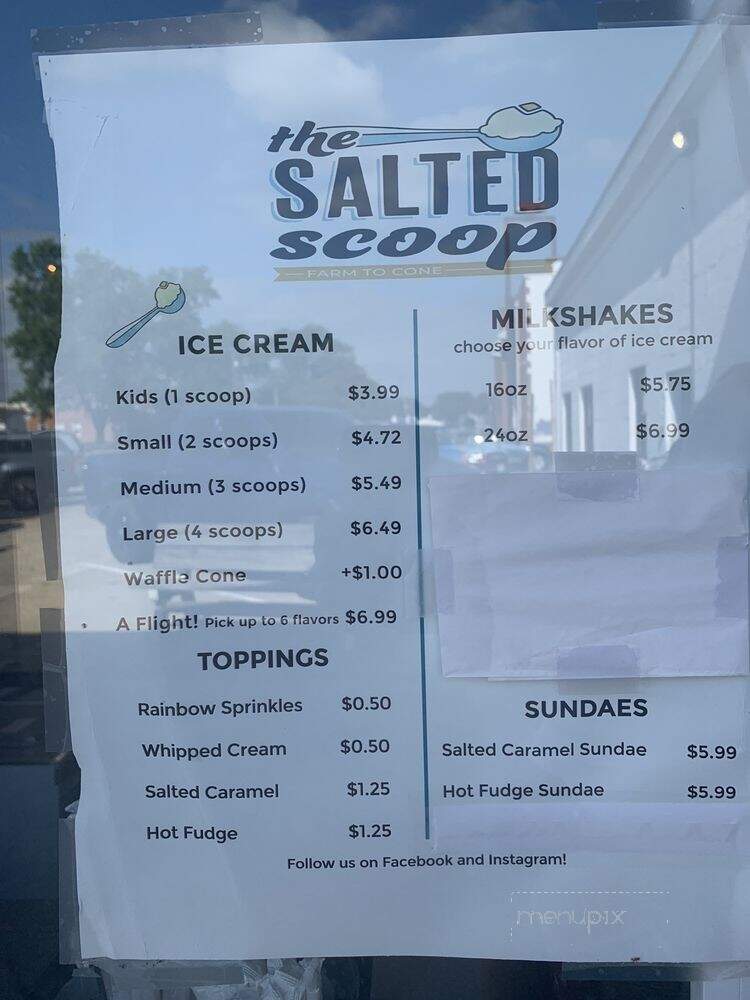 the
SALTED
scoop
FARM TO CONE
ICE CREAM
Kids (1 scoop) $3.99
Small (2 scoops) $4.72
Medium (3 scoops) $5.49
Large (4 scoops) $6.49
Waffle Cone +$1.00
A Flight! Pick up to 6 flavors $6.99
TOPPINGS
Rainbow Sprinkles $0.50
Whipped Cream $0.50
Salted Caramel $1.25
Hot Fudge $1.25
MILKSHAKES
choose your flavor of ice cream
16oz $5.75
24oz $6.99
SUNDAES
Salted Caramel Sundae $5.99
Hot Fudge Sundae $5.99
Follow us on Facebook and Instagram!
menupix